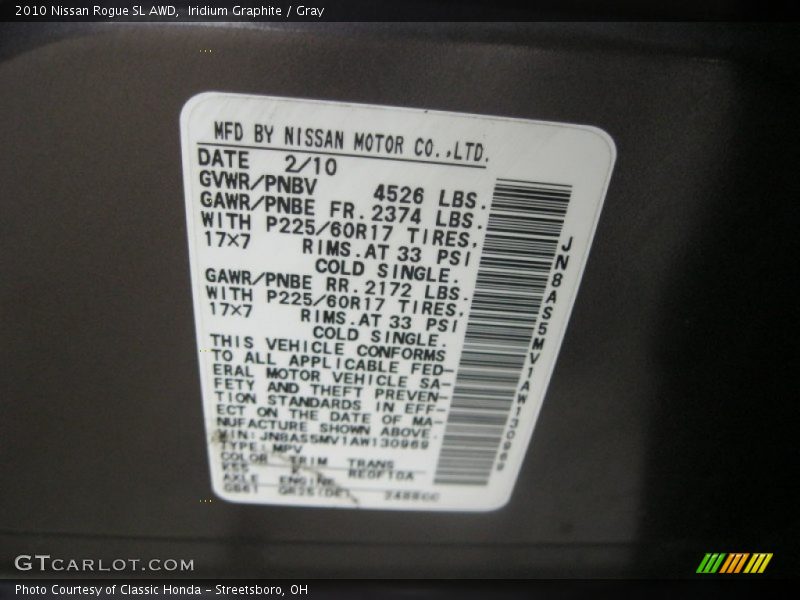 2010 Nissan Rogue SL AWD,  Iridium Graphite / Gray
MFD BY NISSAN MOTOR CO.,LTD.
DATE 2/10
GVWR/PNBV 4526 LBS.
GAWR/PNBE FR. 2374 LBS.
WITH P225/60R17 TIRES,
17×7 RIMS.AT 33 PSI
COLD SINGLE.
GAWR/PNBE RR. 2172 LBS.
WITH P225/60R17 TIRES,
17×7 RIMS.AT 33 PSI
COLD SINGLE.
THIS VEHICLE CONFORMS
TO ALL APPLICABLE FED-
ERAL MOTOR VEHICLE SA-
FETY AND THEFT PREVEN-
TION STANDARDS IN EFF-
ECT ON THE DATE OF MA-
NUFACTURE SHOWN ABOVE.
VIN:JN8AS5MV1AW130969
TYPE: MPV
COLOR TRIM TRANS
K55 K RE0F10A
AXLE ENGINE
QR25(DE) 2488CC
JN8AS5MV1AW130969
GTCARLOT.COM
Photo Courtesy of Classic Honda - Streetsboro, OH